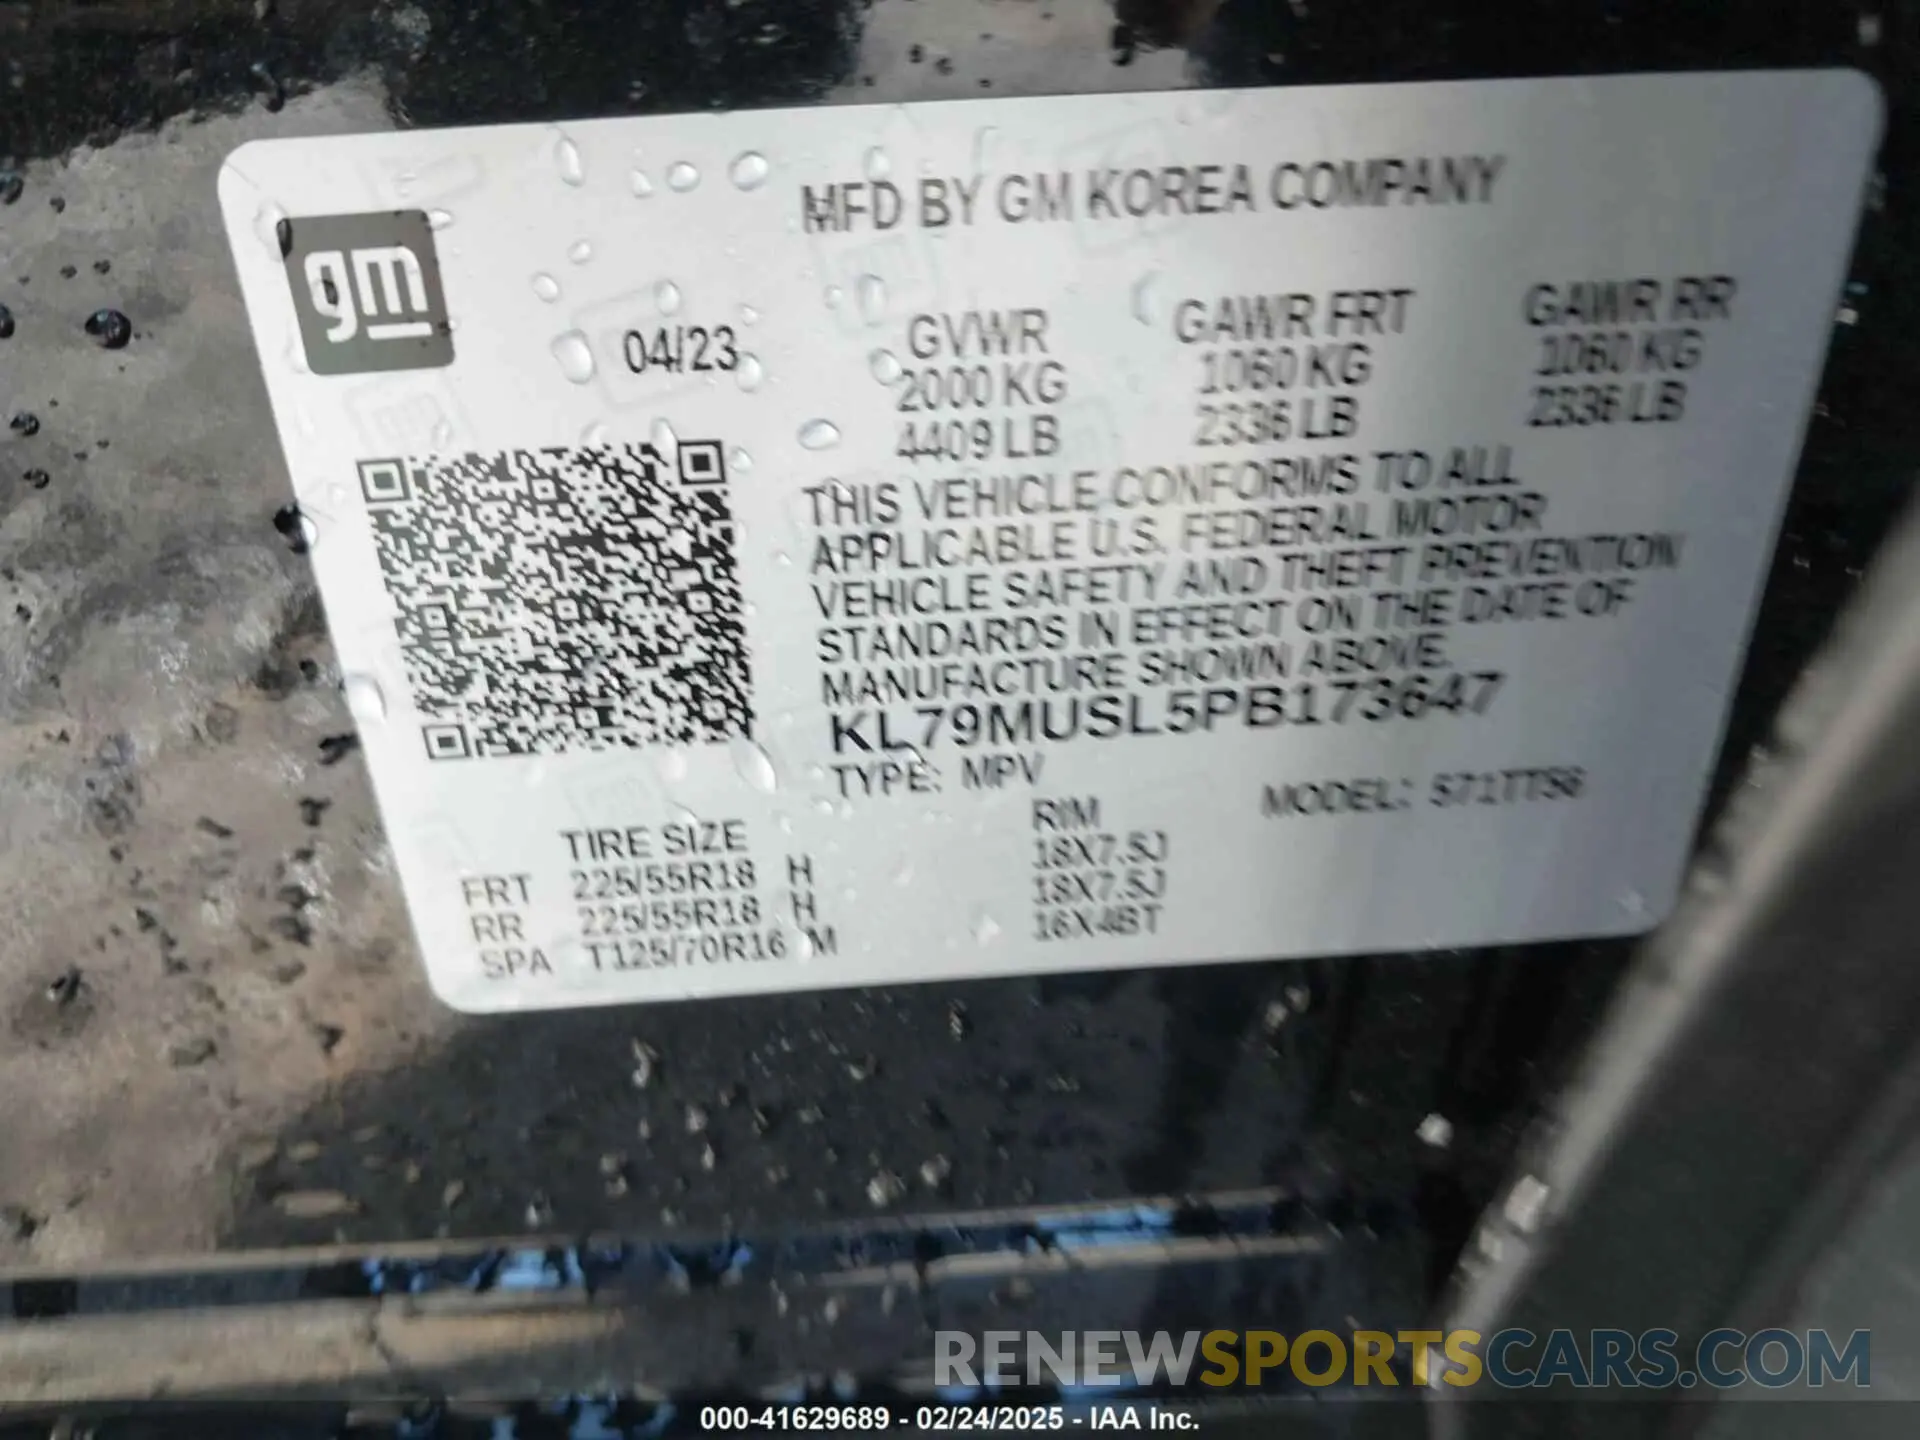 MFD BY GM KOREA COMPANY
gm
04/23
GVWR GAWR FRT GAWR RR
2000 KG 1060 KG 1060 KG
4409 LB 2336 LB 2336 LB
THIS VEHICLE CONFORMS TO ALL
APPLICABLE U.S. FEDERAL MOTOR
VEHICLE SAFETY AND THEFT PREVENTION
STANDARDS IN EFFECT ON THE DATE OF
MANUFACTURE SHOWN ABOVE.
KL79MUSL5PB173647
TYPE: MPV MODEL: S71TTS6
TIRE SIZE RIM
FRT 225/55R18 H 18X7.5J
RR 225/55R18 H 18X7.5J
SPA T125/70R16 M 16X4BT
RENEWSPORTSCARS.COM
000-41629689 - 02/24/2025 - IAA Inc.